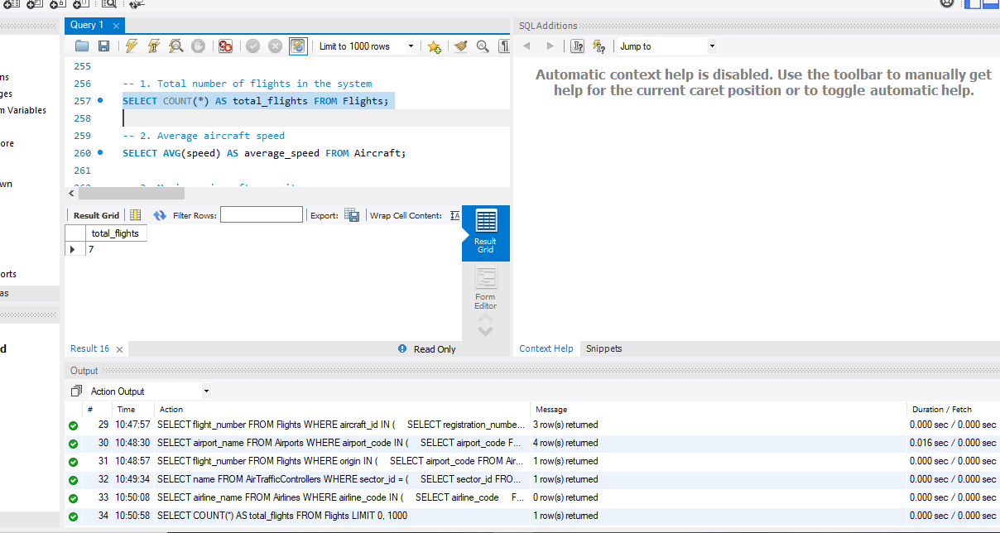 Query 1
SQLAdditions
Limit to 1000 rows
Jump to
ns
ges
m Variables
ore
wn
orts
as
d
255
256 -- 1. Total number of flights in the system
257 SELECT COUNT(*) AS total_flights FROM Flights;
258
259 -- 2. Average aircraft speed
260 SELECT AVG(speed) AS average_speed FROM Aircraft;
261
Automatic context help is disabled. Use the toolbar to manually get
help for the current caret position or to toggle automatic help.
Result Grid Filter Rows: Export: Wrap Cell Content:
total_flights
7
Result
Grid
Form
Editor
Result 16
Read Only
Context Help Snippets
Output
Action Output
# Time Action Message Duration / Fetch
29 10:47:57 SELECT flight_number FROM Flights WHERE aircraft_id IN ( SELECT registration_numbe... 3 row(s) returned 0.000 sec / 0.000 sec
30 10:48:30 SELECT airport_name FROM Airports WHERE airport_code IN ( SELECT airport_code F... 4 row(s) returned 0.016 sec / 0.000 sec
31 10:48:57 SELECT flight_number FROM Flights WHERE origin IN ( SELECT airport_code FROM Air... 1 row(s) returned 0.000 sec / 0.000 sec
32 10:49:34 SELECT name FROM AirTrafficControllers WHERE sector_id = ( SELECT sector_id FRO... 1 row(s) returned 0.000 sec / 0.000 sec
33 10:50:08 SELECT airline_name FROM Airlines WHERE airline_code IN ( SELECT airline_code F... 0 row(s) returned 0.000 sec / 0.000 sec
34 10:50:58 SELECT COUNT(*) AS total_flights FROM Flights LIMIT 0, 1000 1 row(s) returned 0.000 sec / 0.000 sec